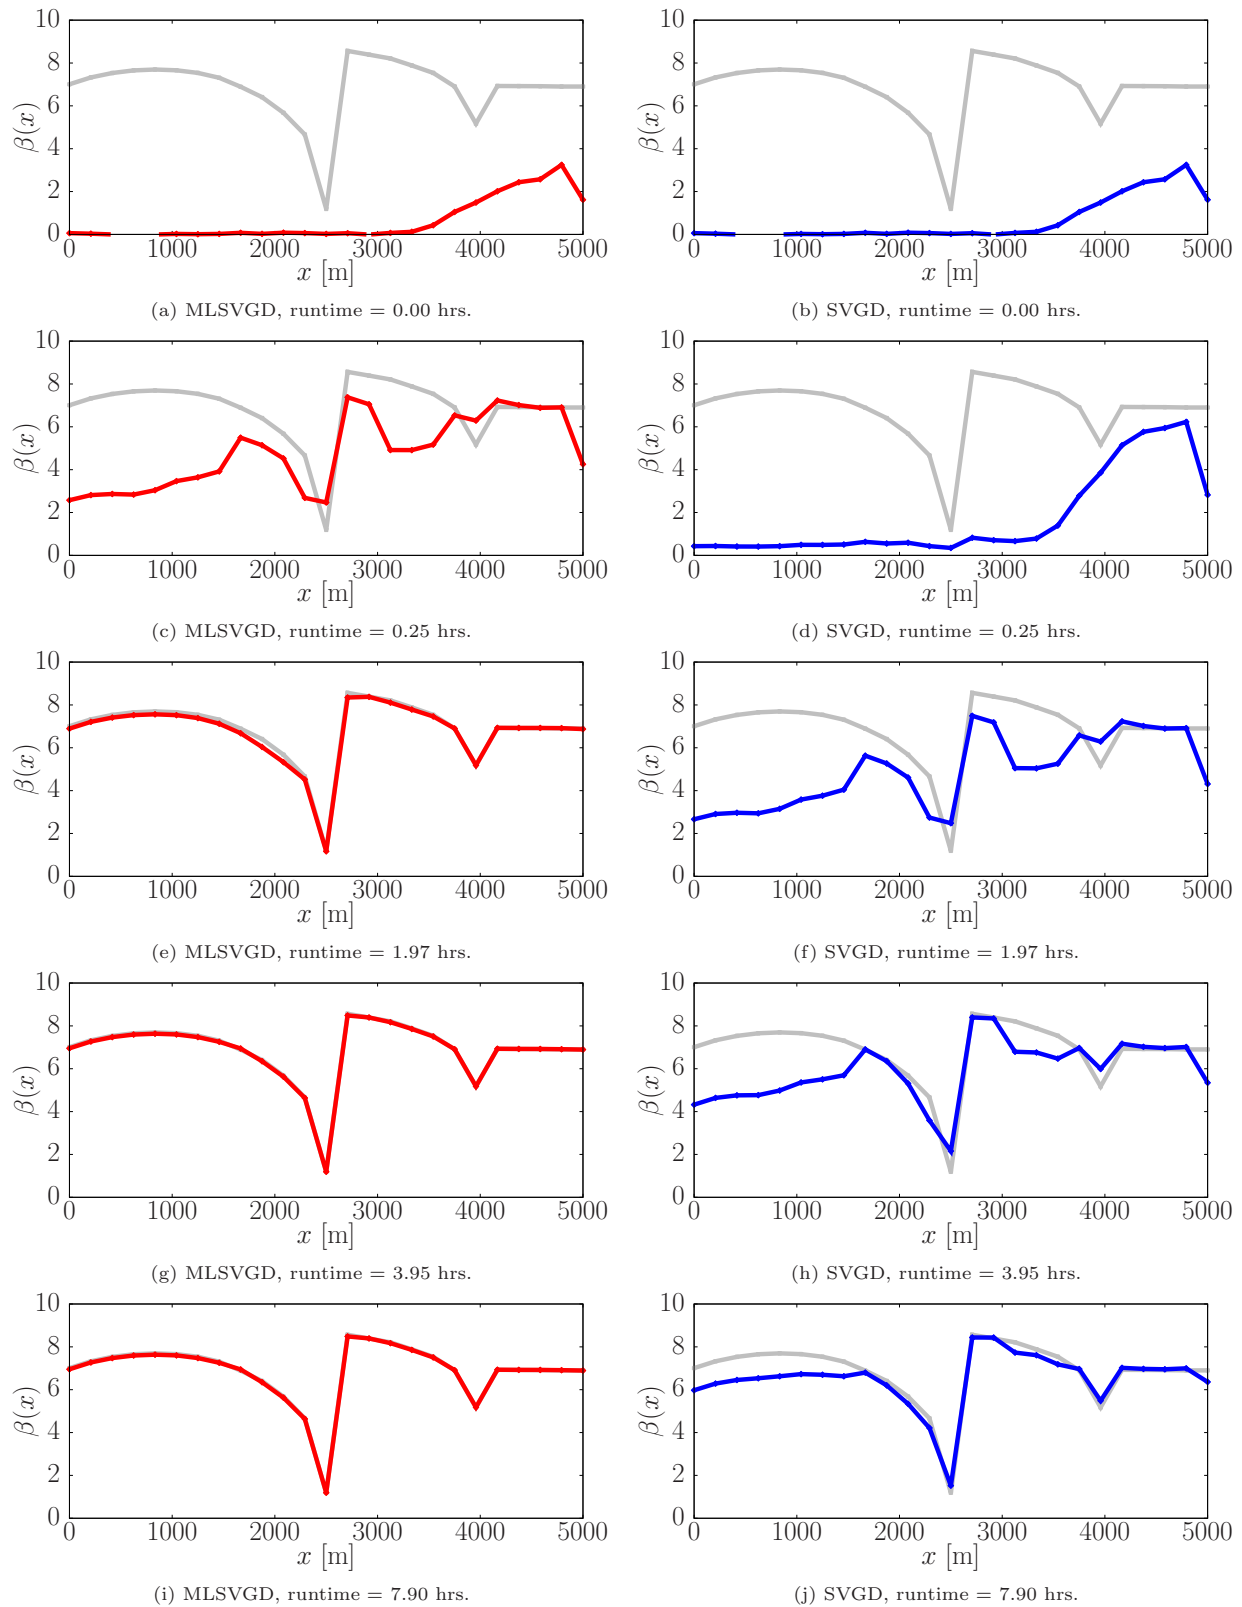 10
8
6
4
2
0
β(x)
0 1000 2000 3000 4000 5000
x [m]
(a) MLSVGD, runtime = 0.00 hrs.
10
8
6
4
2
0
β(x)
0 1000 2000 3000 4000 5000
x [m]
(b) SVGD, runtime = 0.00 hrs.
10
8
6
4
2
0
β(x)
0 1000 2000 3000 4000 5000
x [m]
(c) MLSVGD, runtime = 0.25 hrs.
10
8
6
4
2
0
β(x)
0 1000 2000 3000 4000 5000
x [m]
(d) SVGD, runtime = 0.25 hrs.
10
8
6
4
2
0
β(x)
0 1000 2000 3000 4000 5000
x [m]
(e) MLSVGD, runtime = 1.97 hrs.
10
8
6
4
2
0
β(x)
0 1000 2000 3000 4000 5000
x [m]
(f) SVGD, runtime = 1.97 hrs.
10
8
6
4
2
0
β(x)
0 1000 2000 3000 4000 5000
x [m]
(g) MLSVGD, runtime = 3.95 hrs.
10
8
6
4
2
0
β(x)
0 1000 2000 3000 4000 5000
x [m]
(h) SVGD, runtime = 3.95 hrs.
10
8
6
4
2
0
β(x)
0 1000 2000 3000 4000 5000
x [m]
(i) MLSVGD, runtime = 7.90 hrs.
10
8
6
4
2
0
β(x)
0 1000 2000 3000 4000 5000
x [m]
(j) SVGD, runtime = 7.90 hrs.